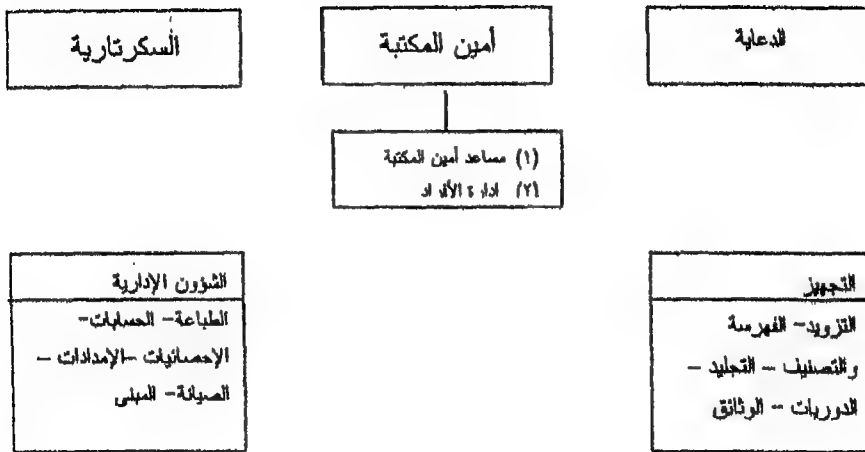 الدعاية
أمين المكتبة
السكرتارية
(١) مساعد أمين المكتبة
(٢) ادارة الأفراد
التجهيز
التزويد– الفهرسة
والتصنيف – التجليد –
الدوريات – الوثائق
الشؤون الإدارية
الطباعة– الحسابات–
الإحصائيات –الإمدادات –
الصيانة– المبنى